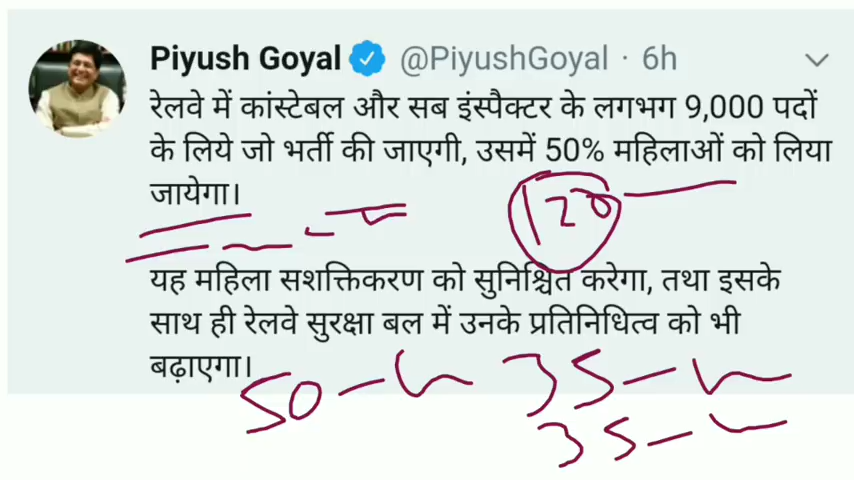 Piyush Goyal @PiyushGoyal · 6h
रेलवे में कांस्टेबल और सब इंस्पैक्टर के लगभग 9,000 पदों
के लिये जो भर्ती की जाएगी, उसमें 50% महिलाओं को लिया
जायेगा।
120
यह महिला सशक्तिकरण को सुनिश्चित करेगा, तथा इसके
साथ ही रेलवे सुरक्षा बल में उनके प्रतिनिधित्व को भी
बढ़ाएगा।
50 - 35 -
35 -